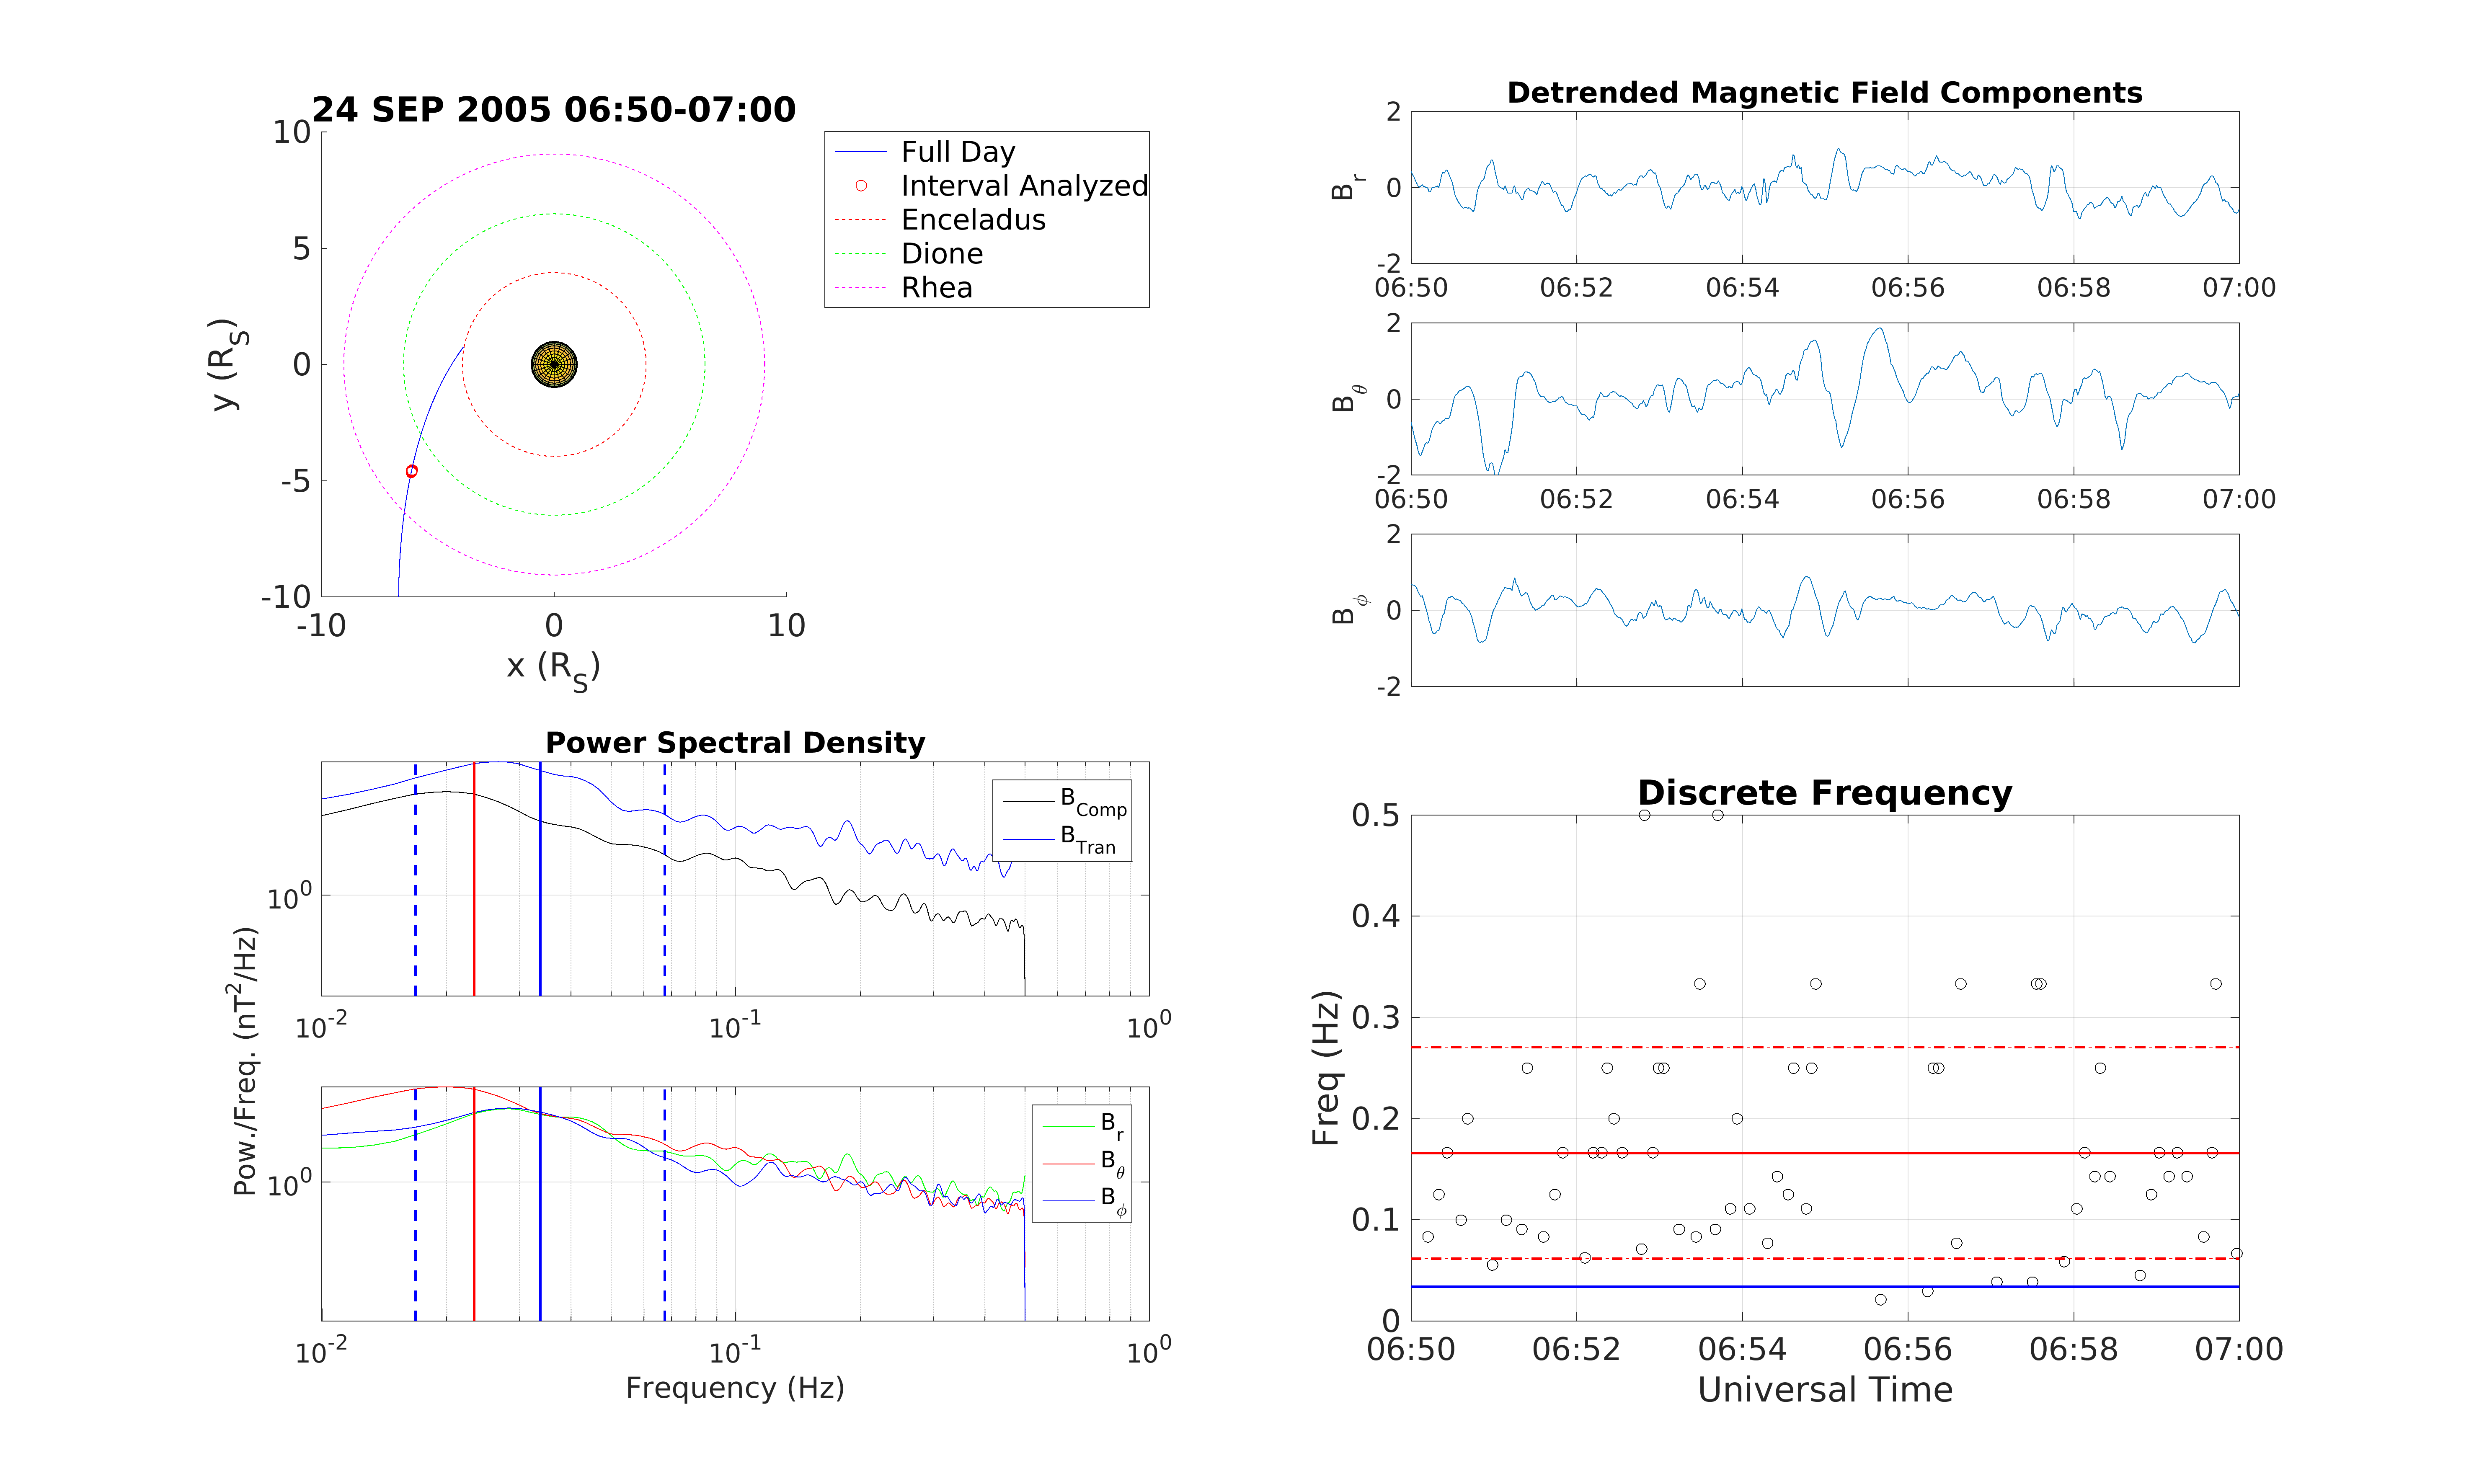 24 SEP 2005 06:50-07:00
10
5
0
-5
-10
-10
0
10
y (R_S)
x (R_S)
Full Day
Interval Analyzed
Enceladus
Dione
Rhea
Detrended Magnetic Field Components
2
0
-2
B_r
06:50
06:52
06:54
06:56
06:58
07:00
2
0
-2
B_θ
06:50
06:52
06:54
06:56
06:58
07:00
2
0
-2
B_ϕ
Power Spectral Density
B_Comp
B_Tran
10^0
10^-2
10^-1
10^0
Pow./Freq. (nT^2/Hz)
B_r
B_θ
B_ϕ
10^0
10^-2
10^-1
10^0
Frequency (Hz)
Discrete Frequency
0.5
0.4
0.3
0.2
0.1
0
Freq (Hz)
06:50
06:52
06:54
06:56
06:58
07:00
Universal Time